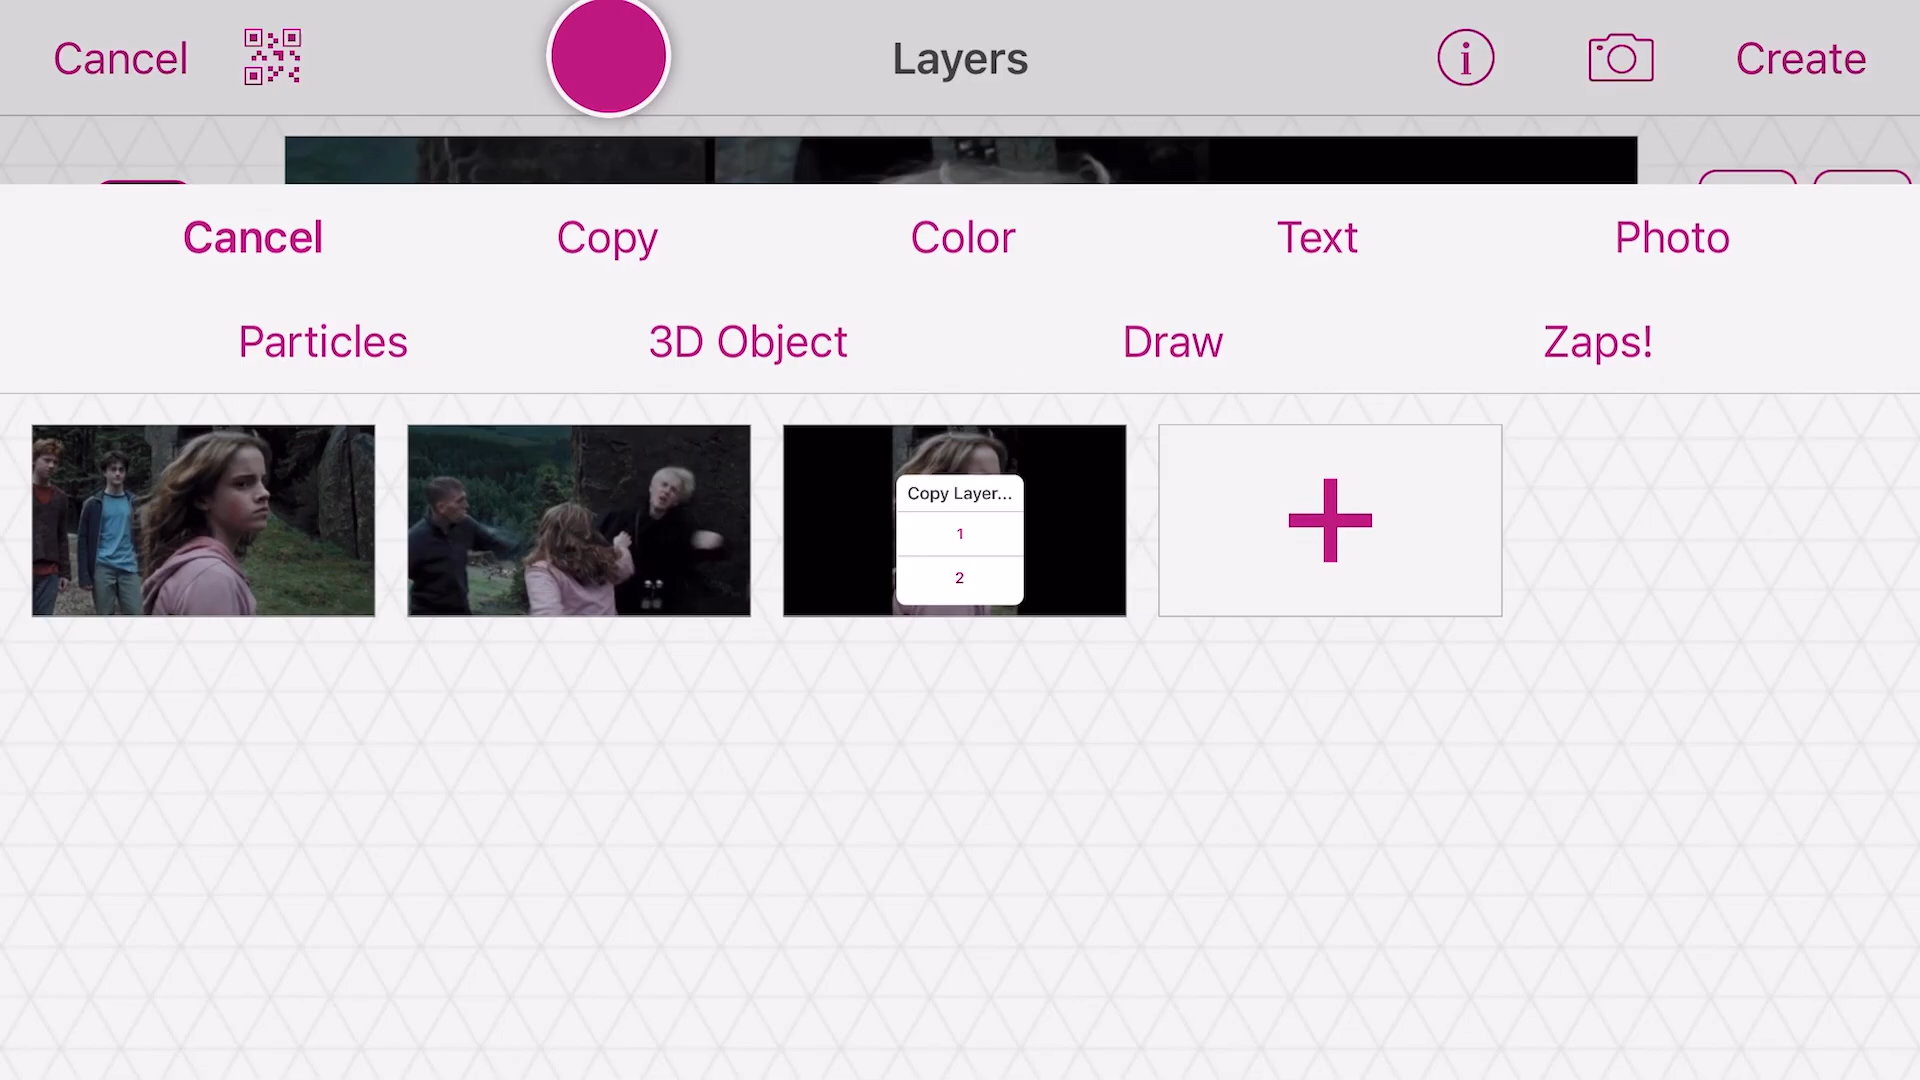 Cancel
Layers
Create
Cancel
Copy
Color
Text
Photo
Particles
3D Object
Draw
Zaps!
Copy Layer...
1
2